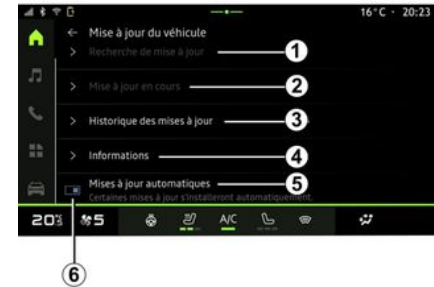 16°C · 20:23
← Mise à jour du véhicule
> Recherche de mise à jour 1
> Mise à jour en cours 2
> Historique des mises à jour 3
> Informations 4
Mises à jour automatiques 5
Certaines mises à jour s'installeront automatiquement.
5 A/C
6